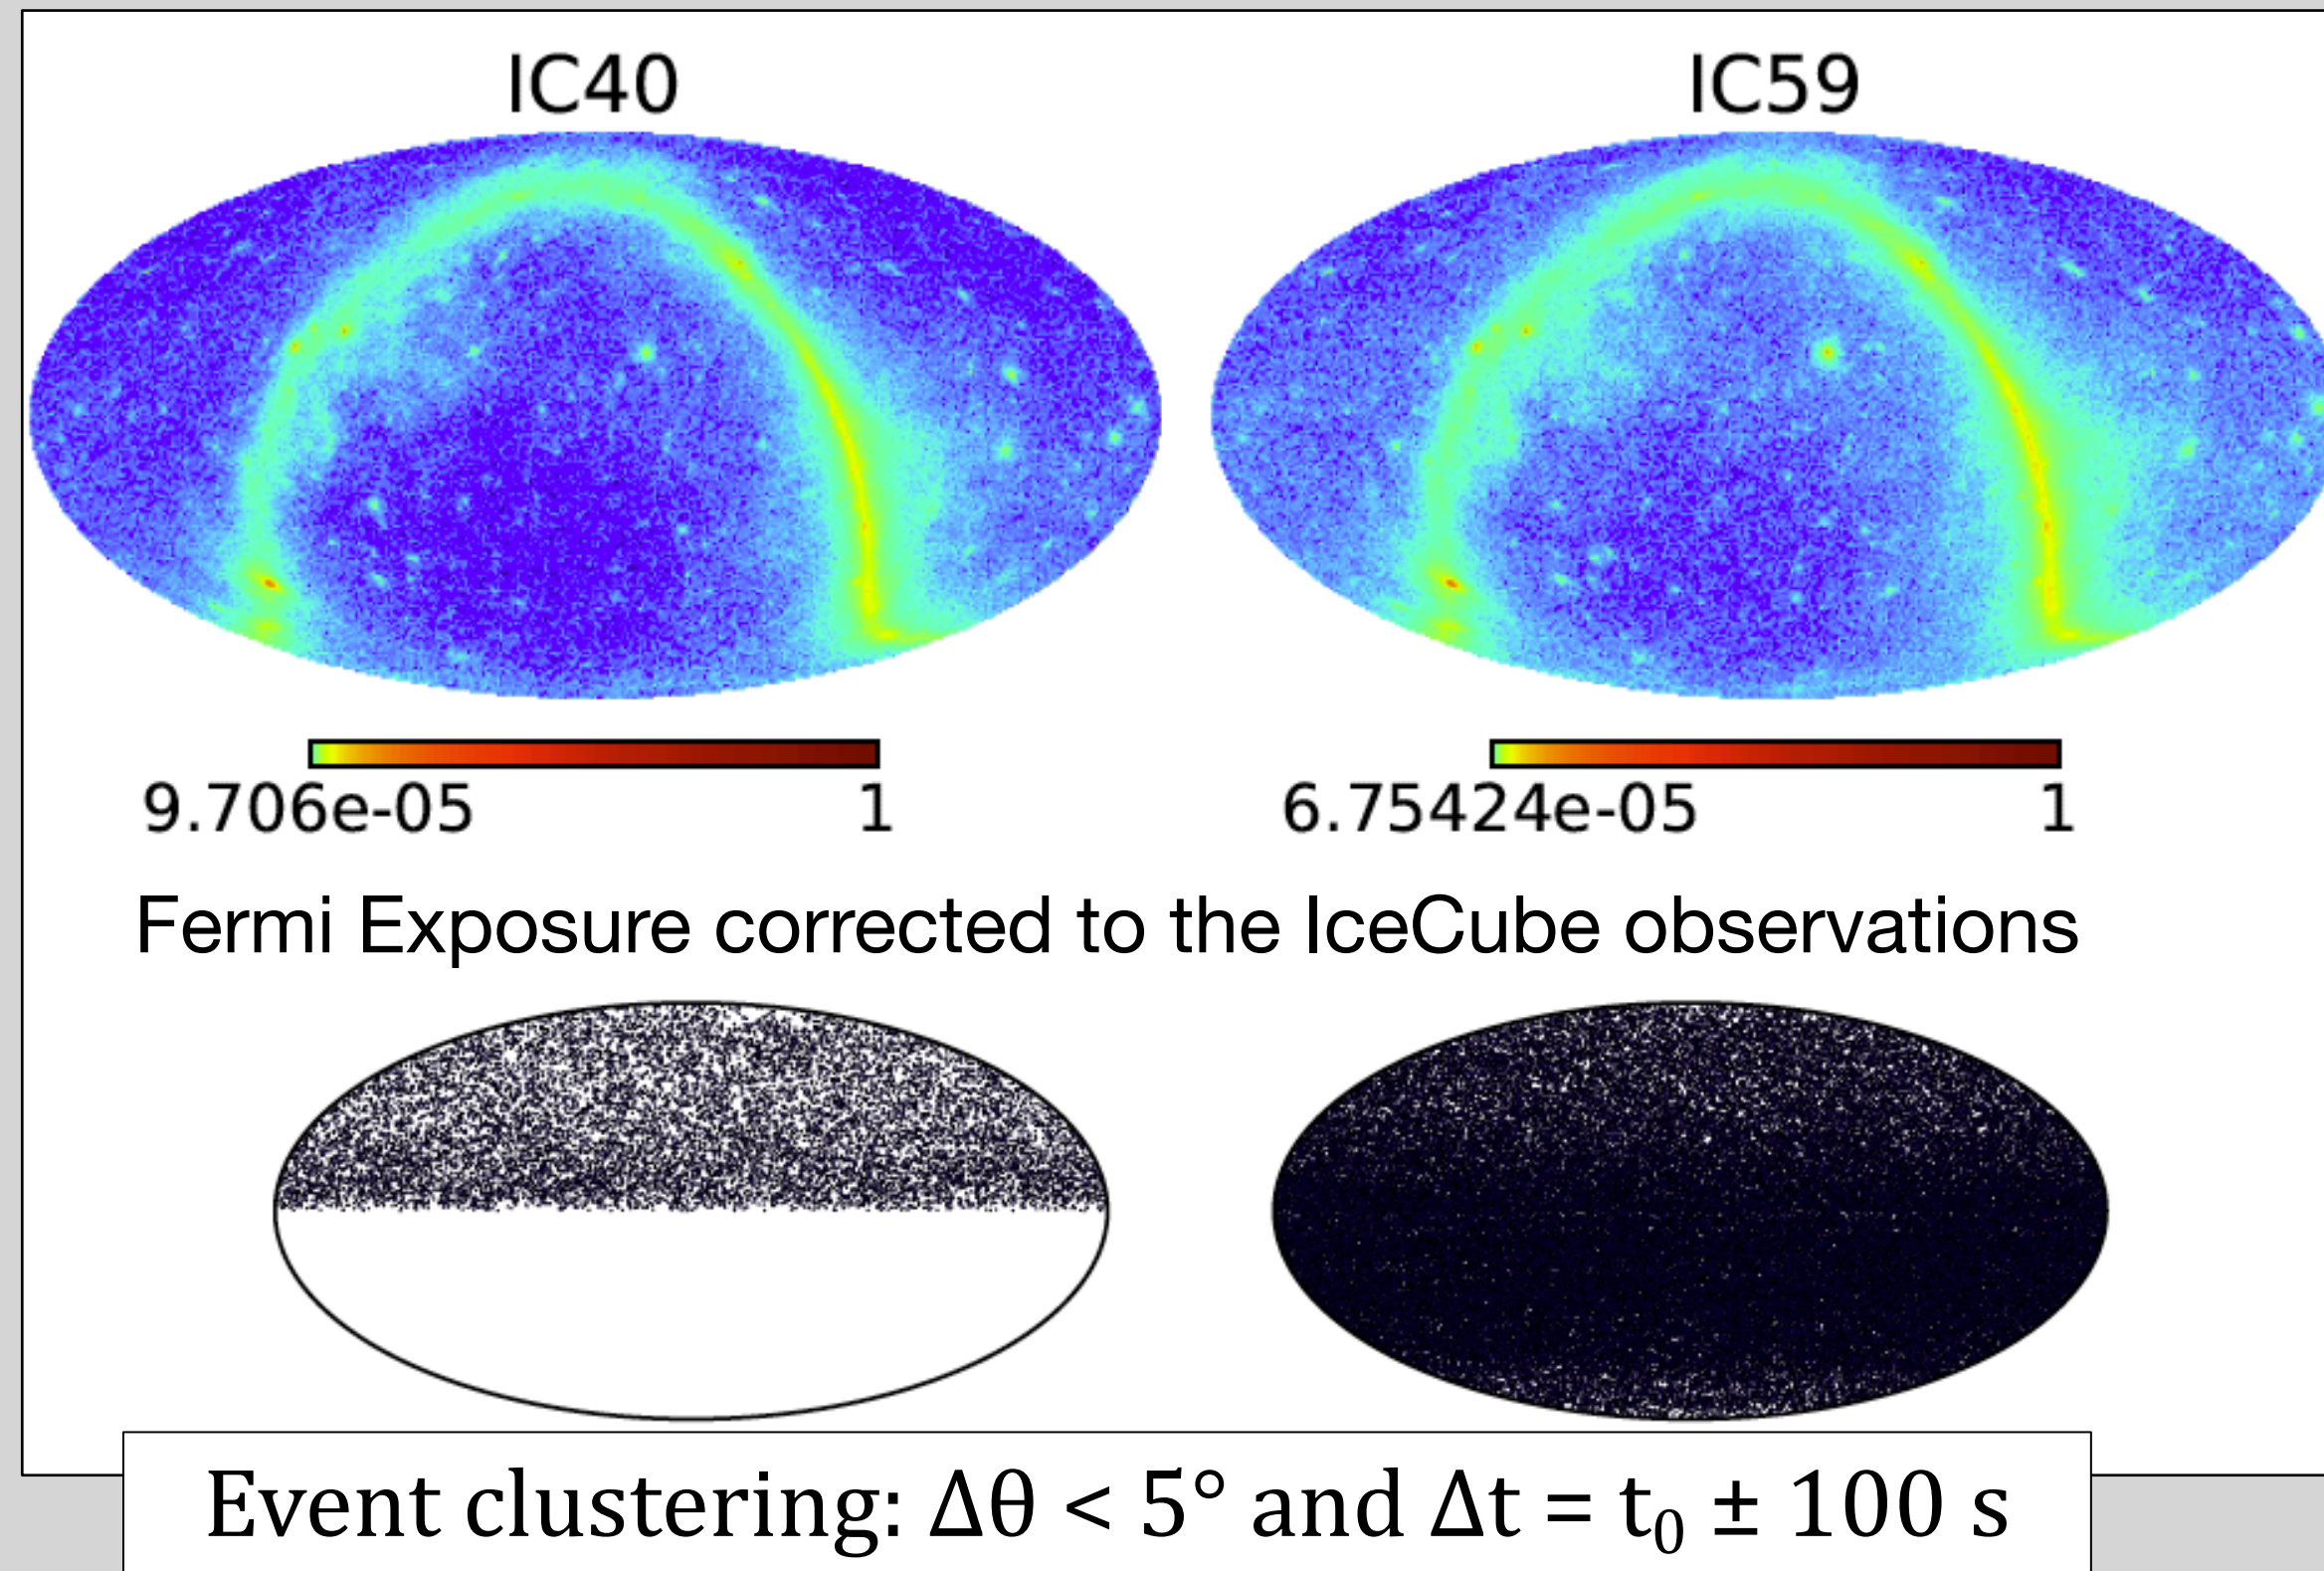 IC40 IC59
9.706e-05 1 6.75424e-05 1
Fermi Exposure corrected to the IceCube observations
Event clustering: Δθ < 5° and Δt = t₀ ± 100 s